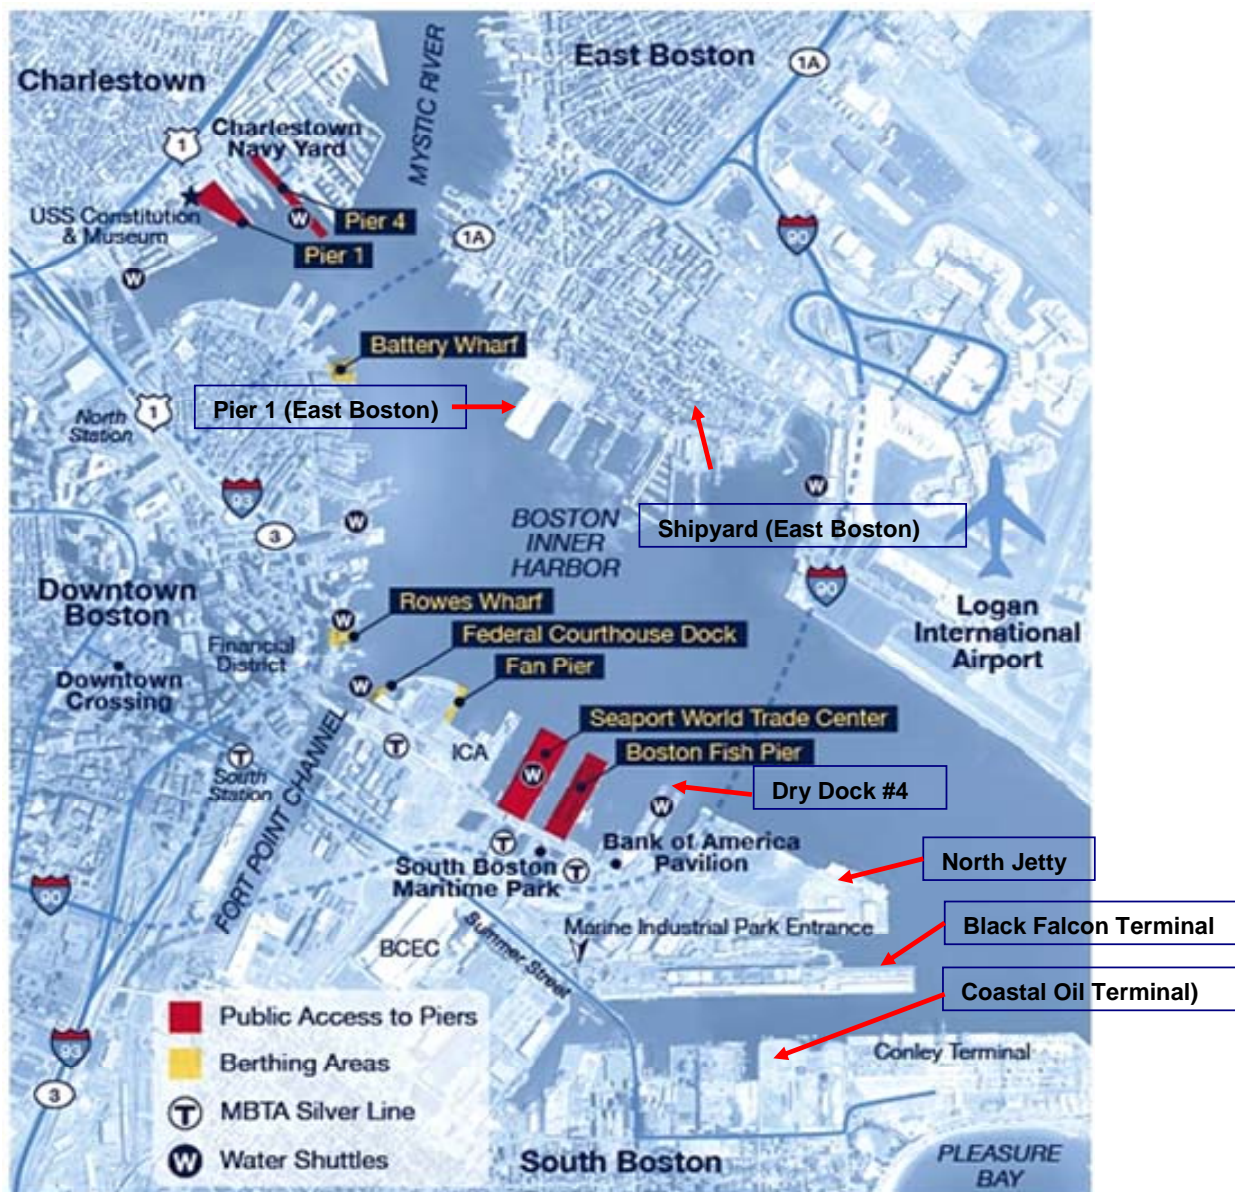 East Boston
1A
Charlestown
MYSTIC RIVER
Charlestown
Navy Yard
1
USS Constitution
& Museum
Pier 4
W
Pier 1
1A
90
W
Battery Wharf
Pier 1 (East Boston)
North
Station
1
93
3
W
W
BOSTON
INNER
HARBOR
Shipyard (East Boston)
90
Downtown
Boston
Rowes Wharf
W
Federal Courthouse Dock
Financial
District
Fan Pier
Logan
International
Airport
Downtown
Crossing
W
Seaport World Trade Center
T
ICA
Boston Fish Pier
W
T
South
Station
FORT POINT CHANNEL
Dry Dock #4
W
T
Bank of America
Pavilion
South Boston
Maritime Park
T
North Jetty
90
Marine Industrial Park Entrance
Black Falcon Terminal
BCEC
Summer Street
Coastal Oil Terminal)
Public Access to Piers
Berthing Areas
T MBTA Silver Line
W Water Shuttles
93
3
Conley Terminal
South Boston
PLEASURE
BAY